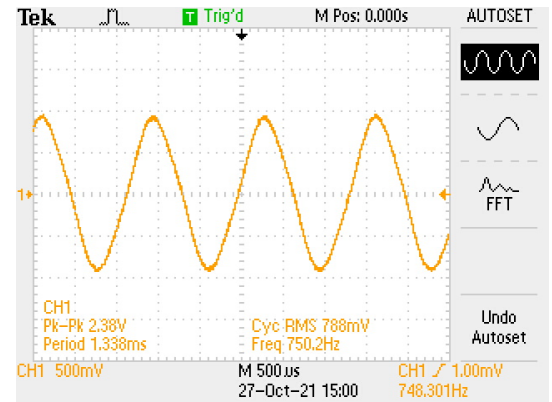 Tek T Trig'd M Pos: 0.000s AUTOSET
FFT
1
CH1
Pk-Pk 2.38V Cyc RMS 788mV
Period 1.338ms Freq 750.2Hz
Undo
Autoset
CH1 500mV M 500us CH1 1.00mV
27-Oct-21 15:00 748.301Hz